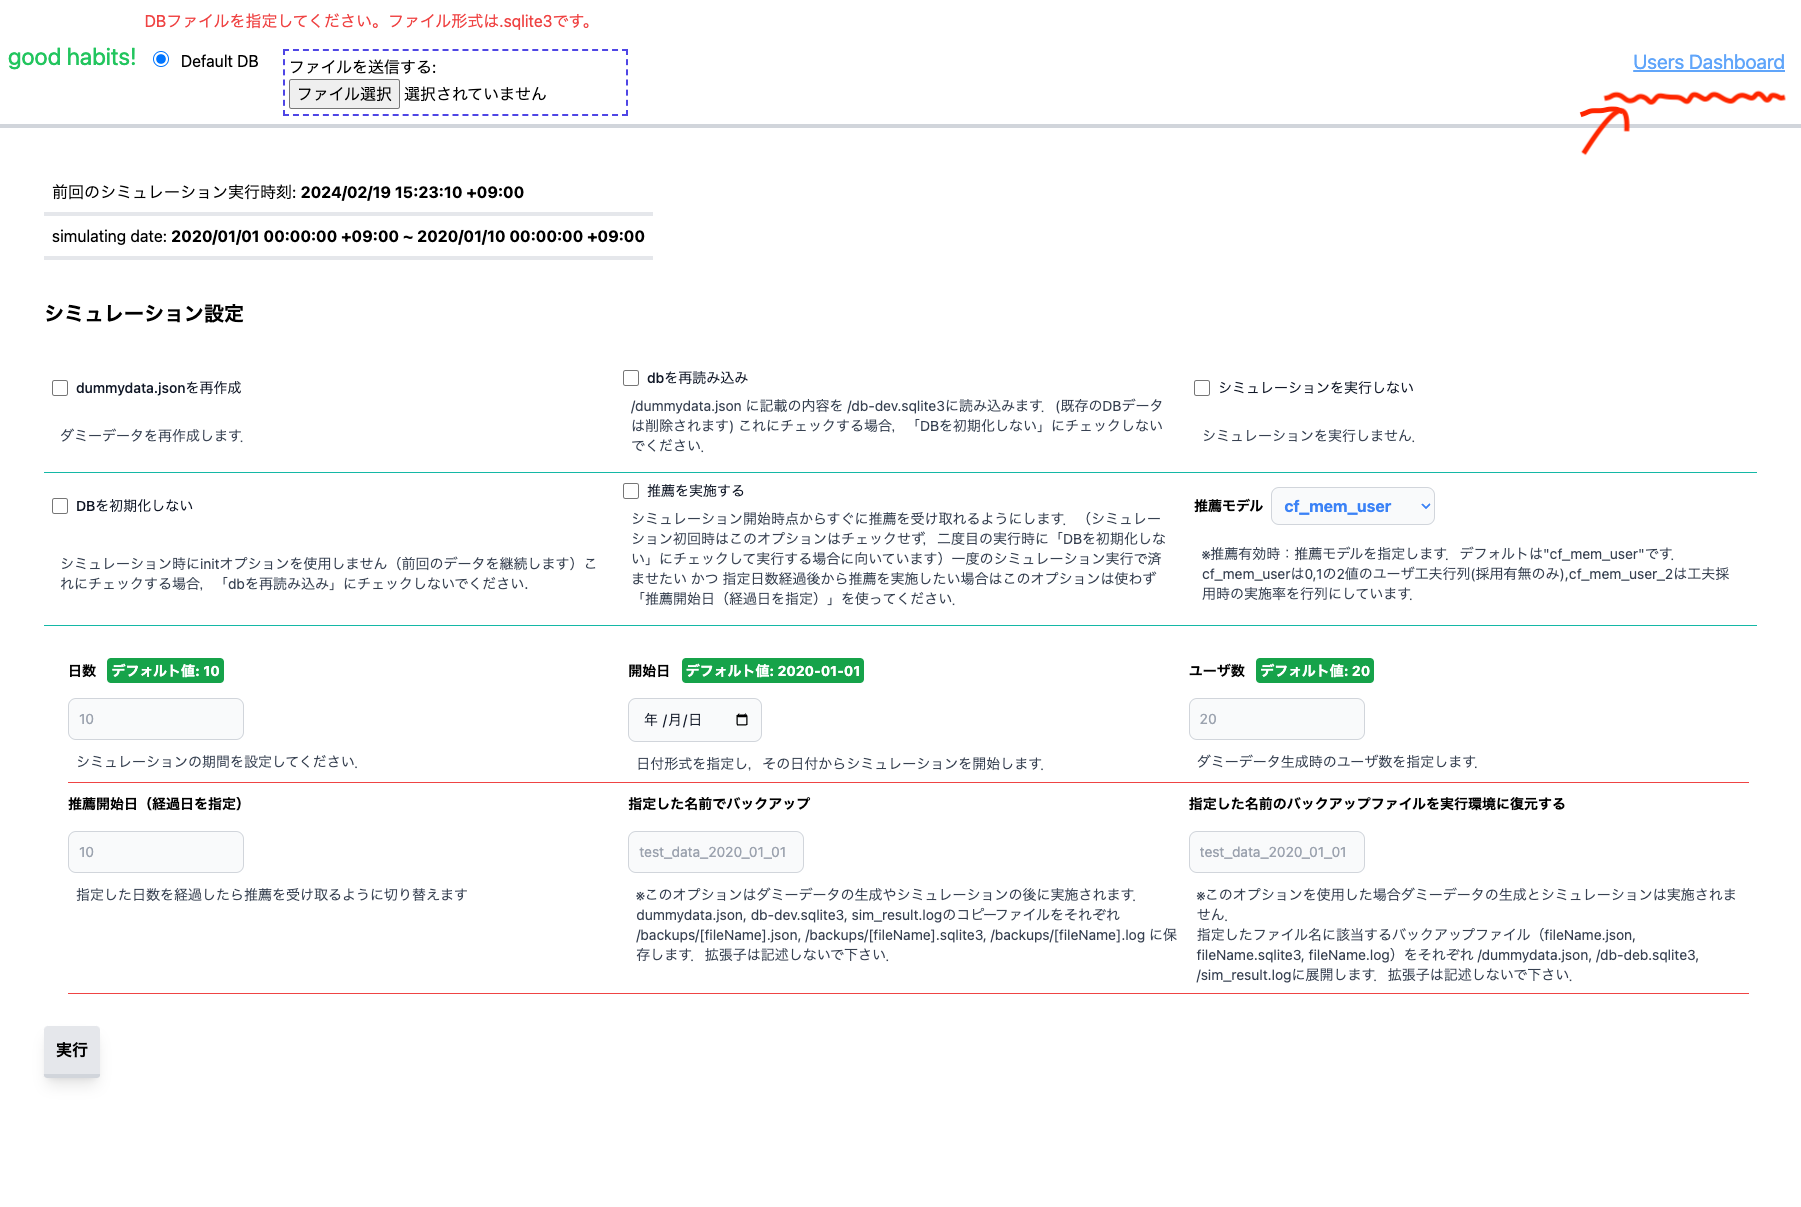 DBファイルを指定してください。ファイル形式は.sqlite3です。
good habits!
Default DB
ファイルを送信する:
ファイル選択 選択されていません
Users Dashboard
前回のシミュレーション実行時刻: 2024/02/19 15:23:10 +09:00
simulating date: 2020/01/01 00:00:00 +09:00 ~ 2020/01/10 00:00:00 +09:00
シミュレーション設定
dummydata.jsonを再作成
ダミーデータを再作成します.
dbを再読み込み
/dummydata.json に記載の内容を /db-dev.sqlite3に読み込みます. (既存のDBデータ
は削除されます) これにチェックする場合, 「DBを初期化しない」にチェックしない
でください.
シミュレーションを実行しない
シミュレーションを実行しません.
DBを初期化しない
シミュレーション時にinitオプションを使用しません（前回のデータを継続します）こ
れにチェックする場合, 「dbを再読み込み」にチェックしないでください.
推薦を実施する
シミュレーション開始時点からすぐに推薦を受け取れるようにします. （シミュレー
ション初回時はこのオプションはチェックせず, 二度目の実行時に「DBを初期化しな
い」にチェックして実行する場合に向いています）一度のシミュレーション実行で済
ませたい かつ 指定日数経過後から推薦を実施したい場合はこのオプションは使わず
「推薦開始日（経過日を指定）」を使ってください.
推薦モデル cf_mem_user
※推薦有効時：推薦モデルを指定します. デフォルトは"cf_mem_user"です.
cf_mem_userは0,1の2値のユーザ工夫行列(採用有無のみ),cf_mem_user_2は工夫採
用時の実施率を行列にしています.
日数 デフォルト値: 10
10
シミュレーションの期間を設定してください.
開始日 デフォルト値: 2020-01-01
年 /月/日
日付形式を指定し, その日付からシミュレーションを開始します.
ユーザ数 デフォルト値: 20
20
ダミーデータ生成時のユーザ数を指定します.
推薦開始日（経過日を指定）
10
指定した日数を経過したら推薦を受け取るように切り替えます
指定した名前でバックアップ
test_data_2020_01_01
※このオプションはダミーデータの生成やシミュレーションの後に実施されます.
dummydata.json, db-dev.sqlite3, sim_result.logのコピーファイルをそれぞれ
/backups/[fileName].json, /backups/[fileName].sqlite3, /backups/[fileName].log に保
存します. 拡張子は記述しないで下さい.
指定した名前のバックアップファイルを実行環境に復元する
test_data_2020_01_01
※このオプションを使用した場合ダミーデータの生成とシミュレーションは実施されま
せん.
指定したファイル名に該当するバックアップファイル（fileName.json,
fileName.sqlite3, fileName.log）をそれぞれ /dummydata.json, /db-deb.sqlite3,
/sim_result.logに展開します. 拡張子は記述しないで下さい.
実行